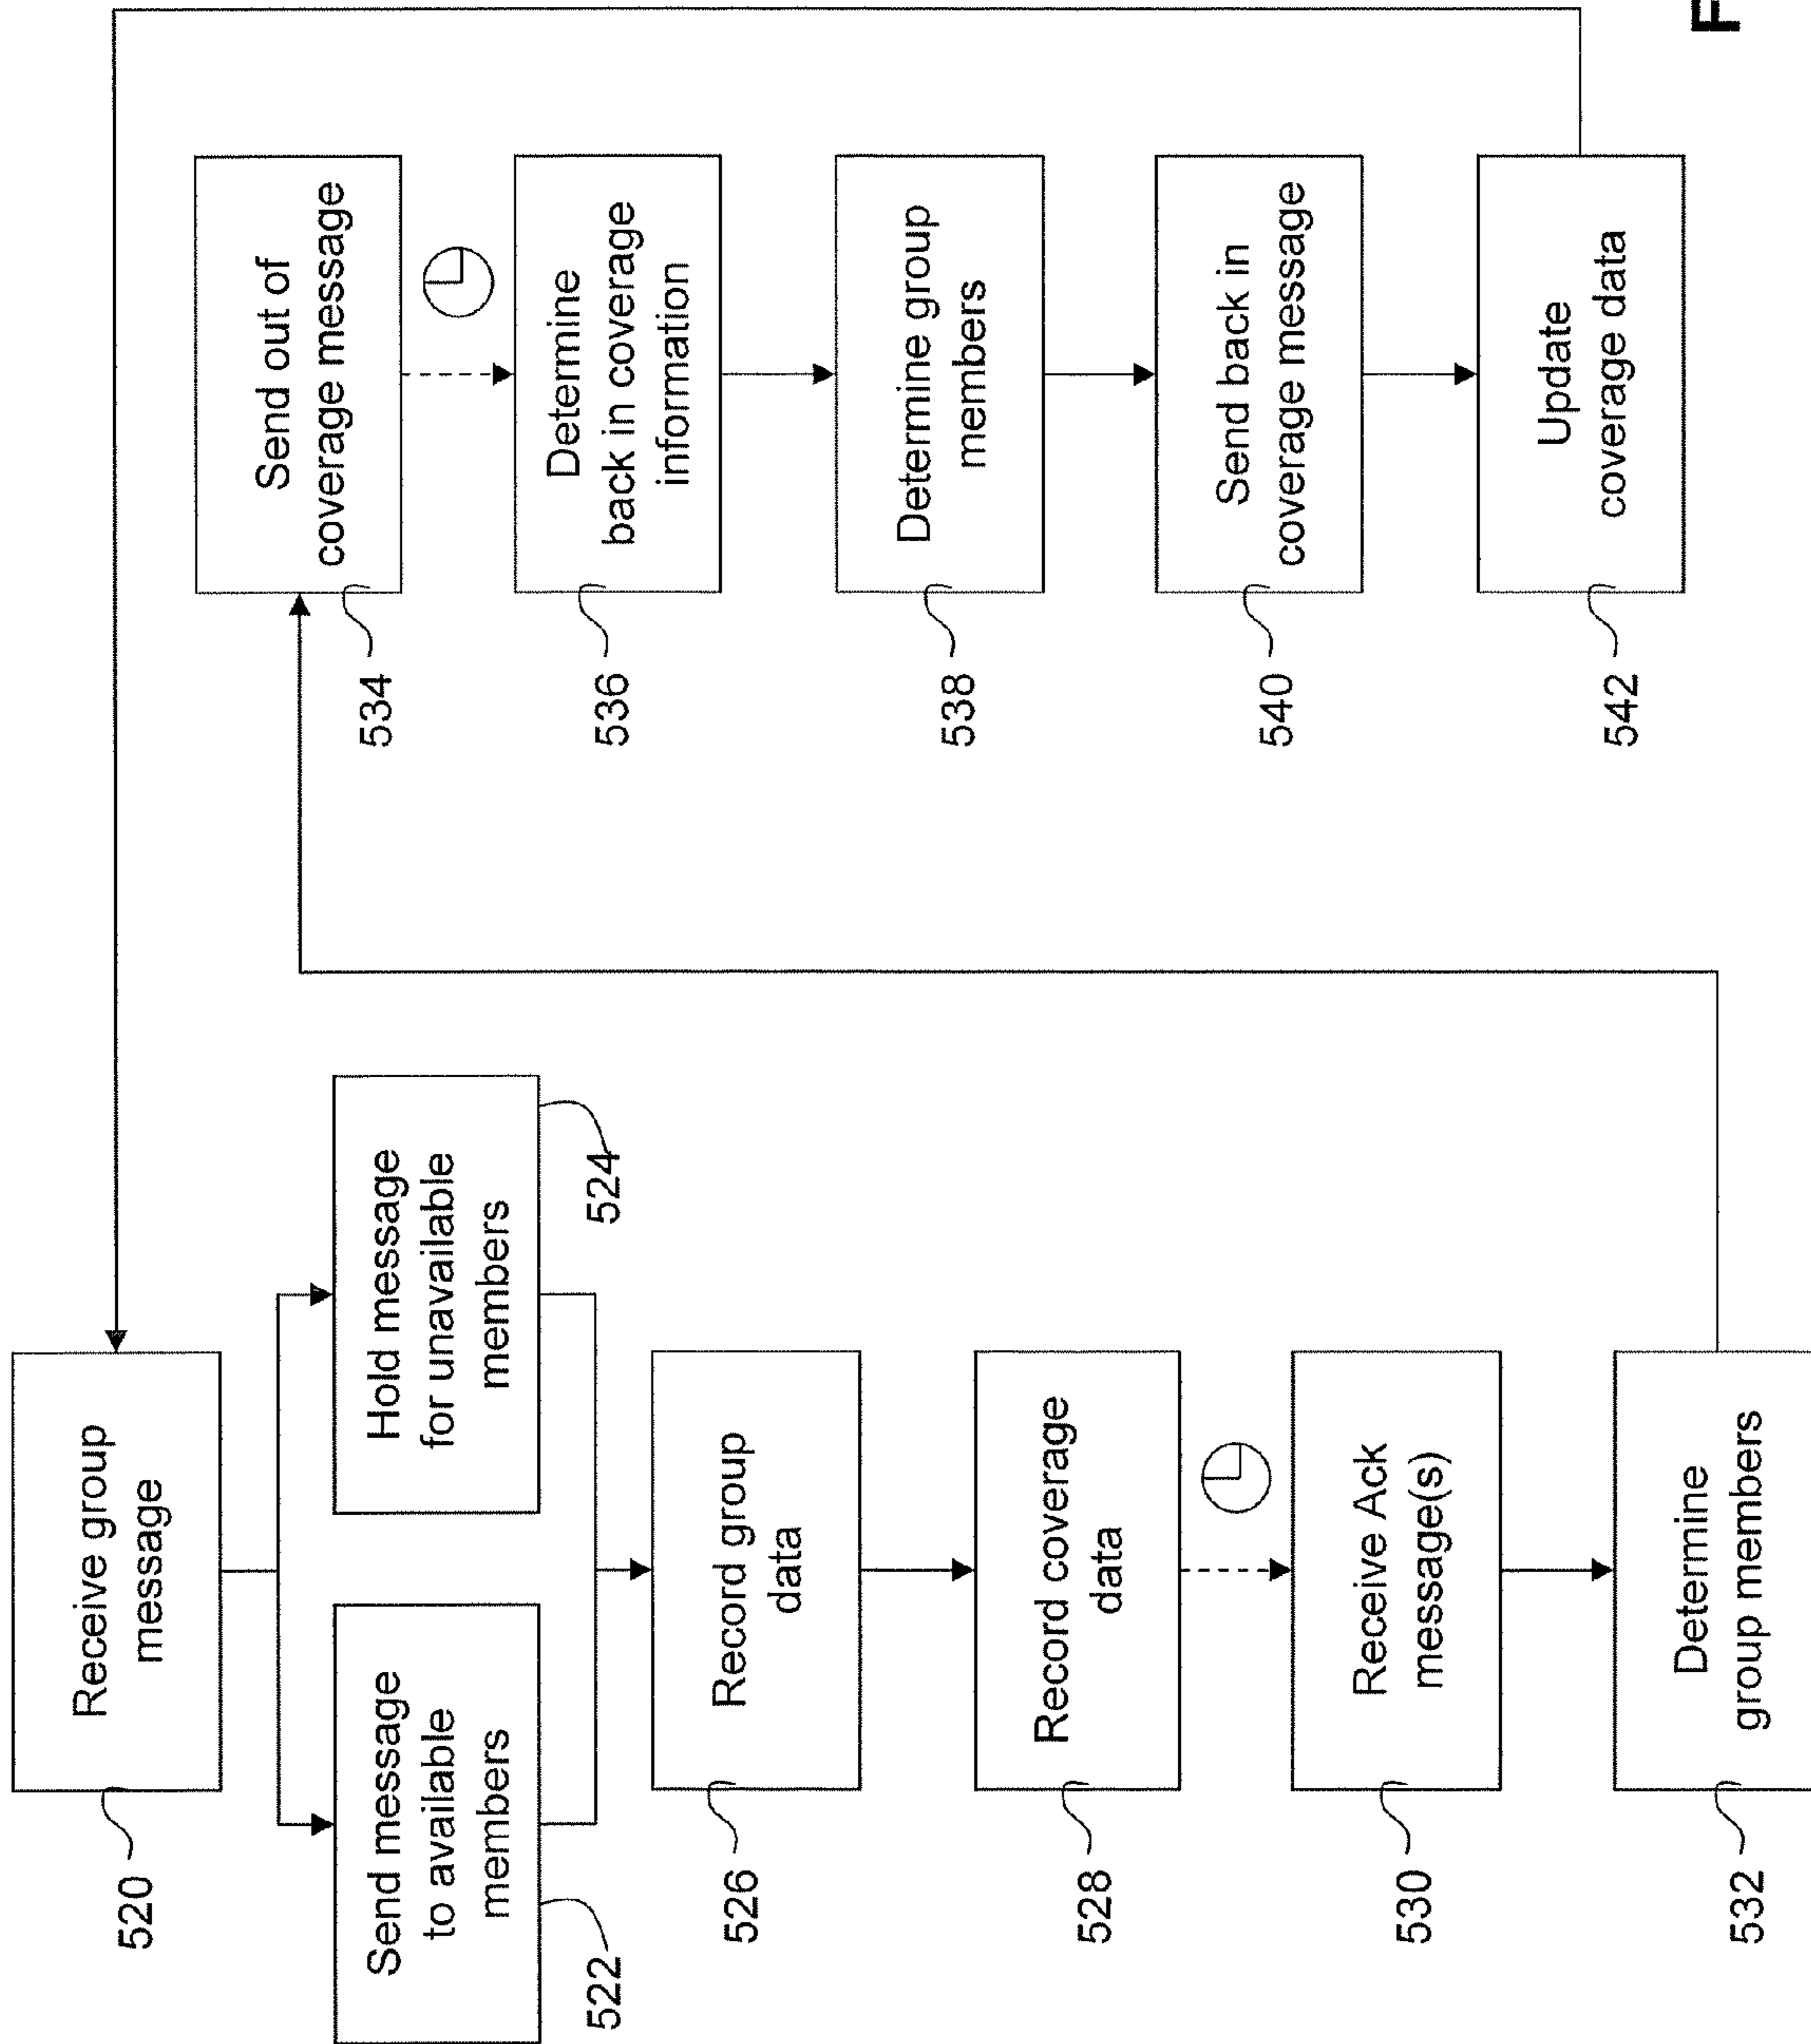 Receive group
message
520
Send message
to available
members
522
Hold message
for unavailable
members
524
Record group
data
526
Record coverage
data
528
Receive Ack
message(s)
530
Determine
group members
532
Send out of
coverage message
534
Determine
back in coverage
information
536
Determine group
members
538
Send back in
coverage message
540
Update
coverage data
542
F